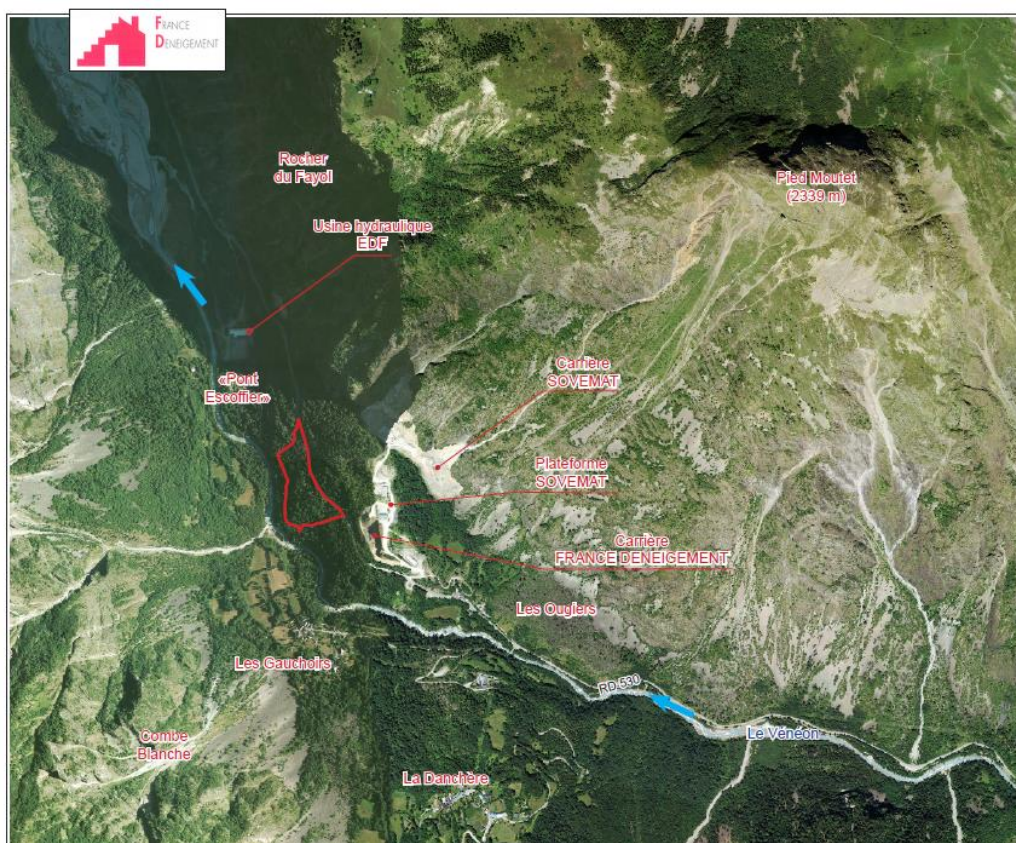 FRANCE
DENEIGEMENT
Rocher
du Fayol
Pied Moutet
(2339 m)
Usine hydraulique
EDF
«Pont
Escoffier»
Carrière
SOVEMAT
Plateforme
SOVEMAT
Carrière
FRANCE DENEIGEMENT
Les Ougiers
Les Gauchoirs
RD 530
Le Vénéon
Combe
Blanche
La Danchère